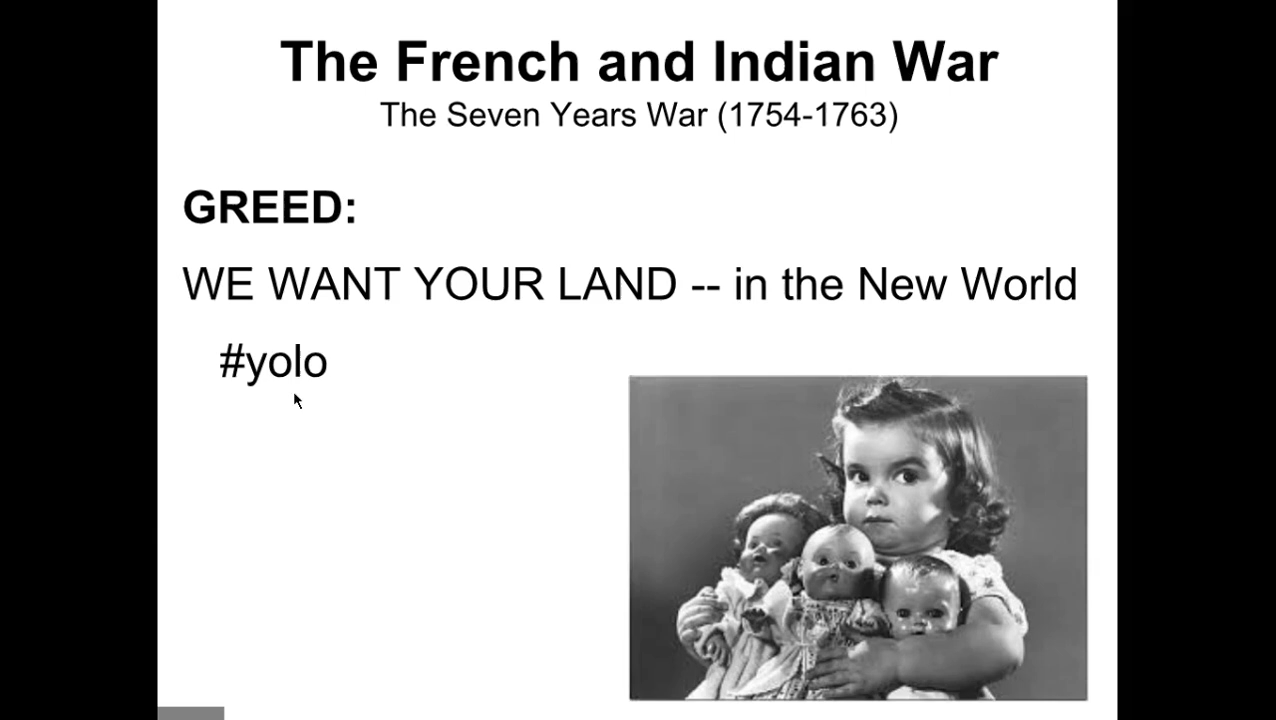 The French and Indian War
The Seven Years War (1754-1763)
GREED:
WE WANT YOUR LAND -- in the New World
#yolo